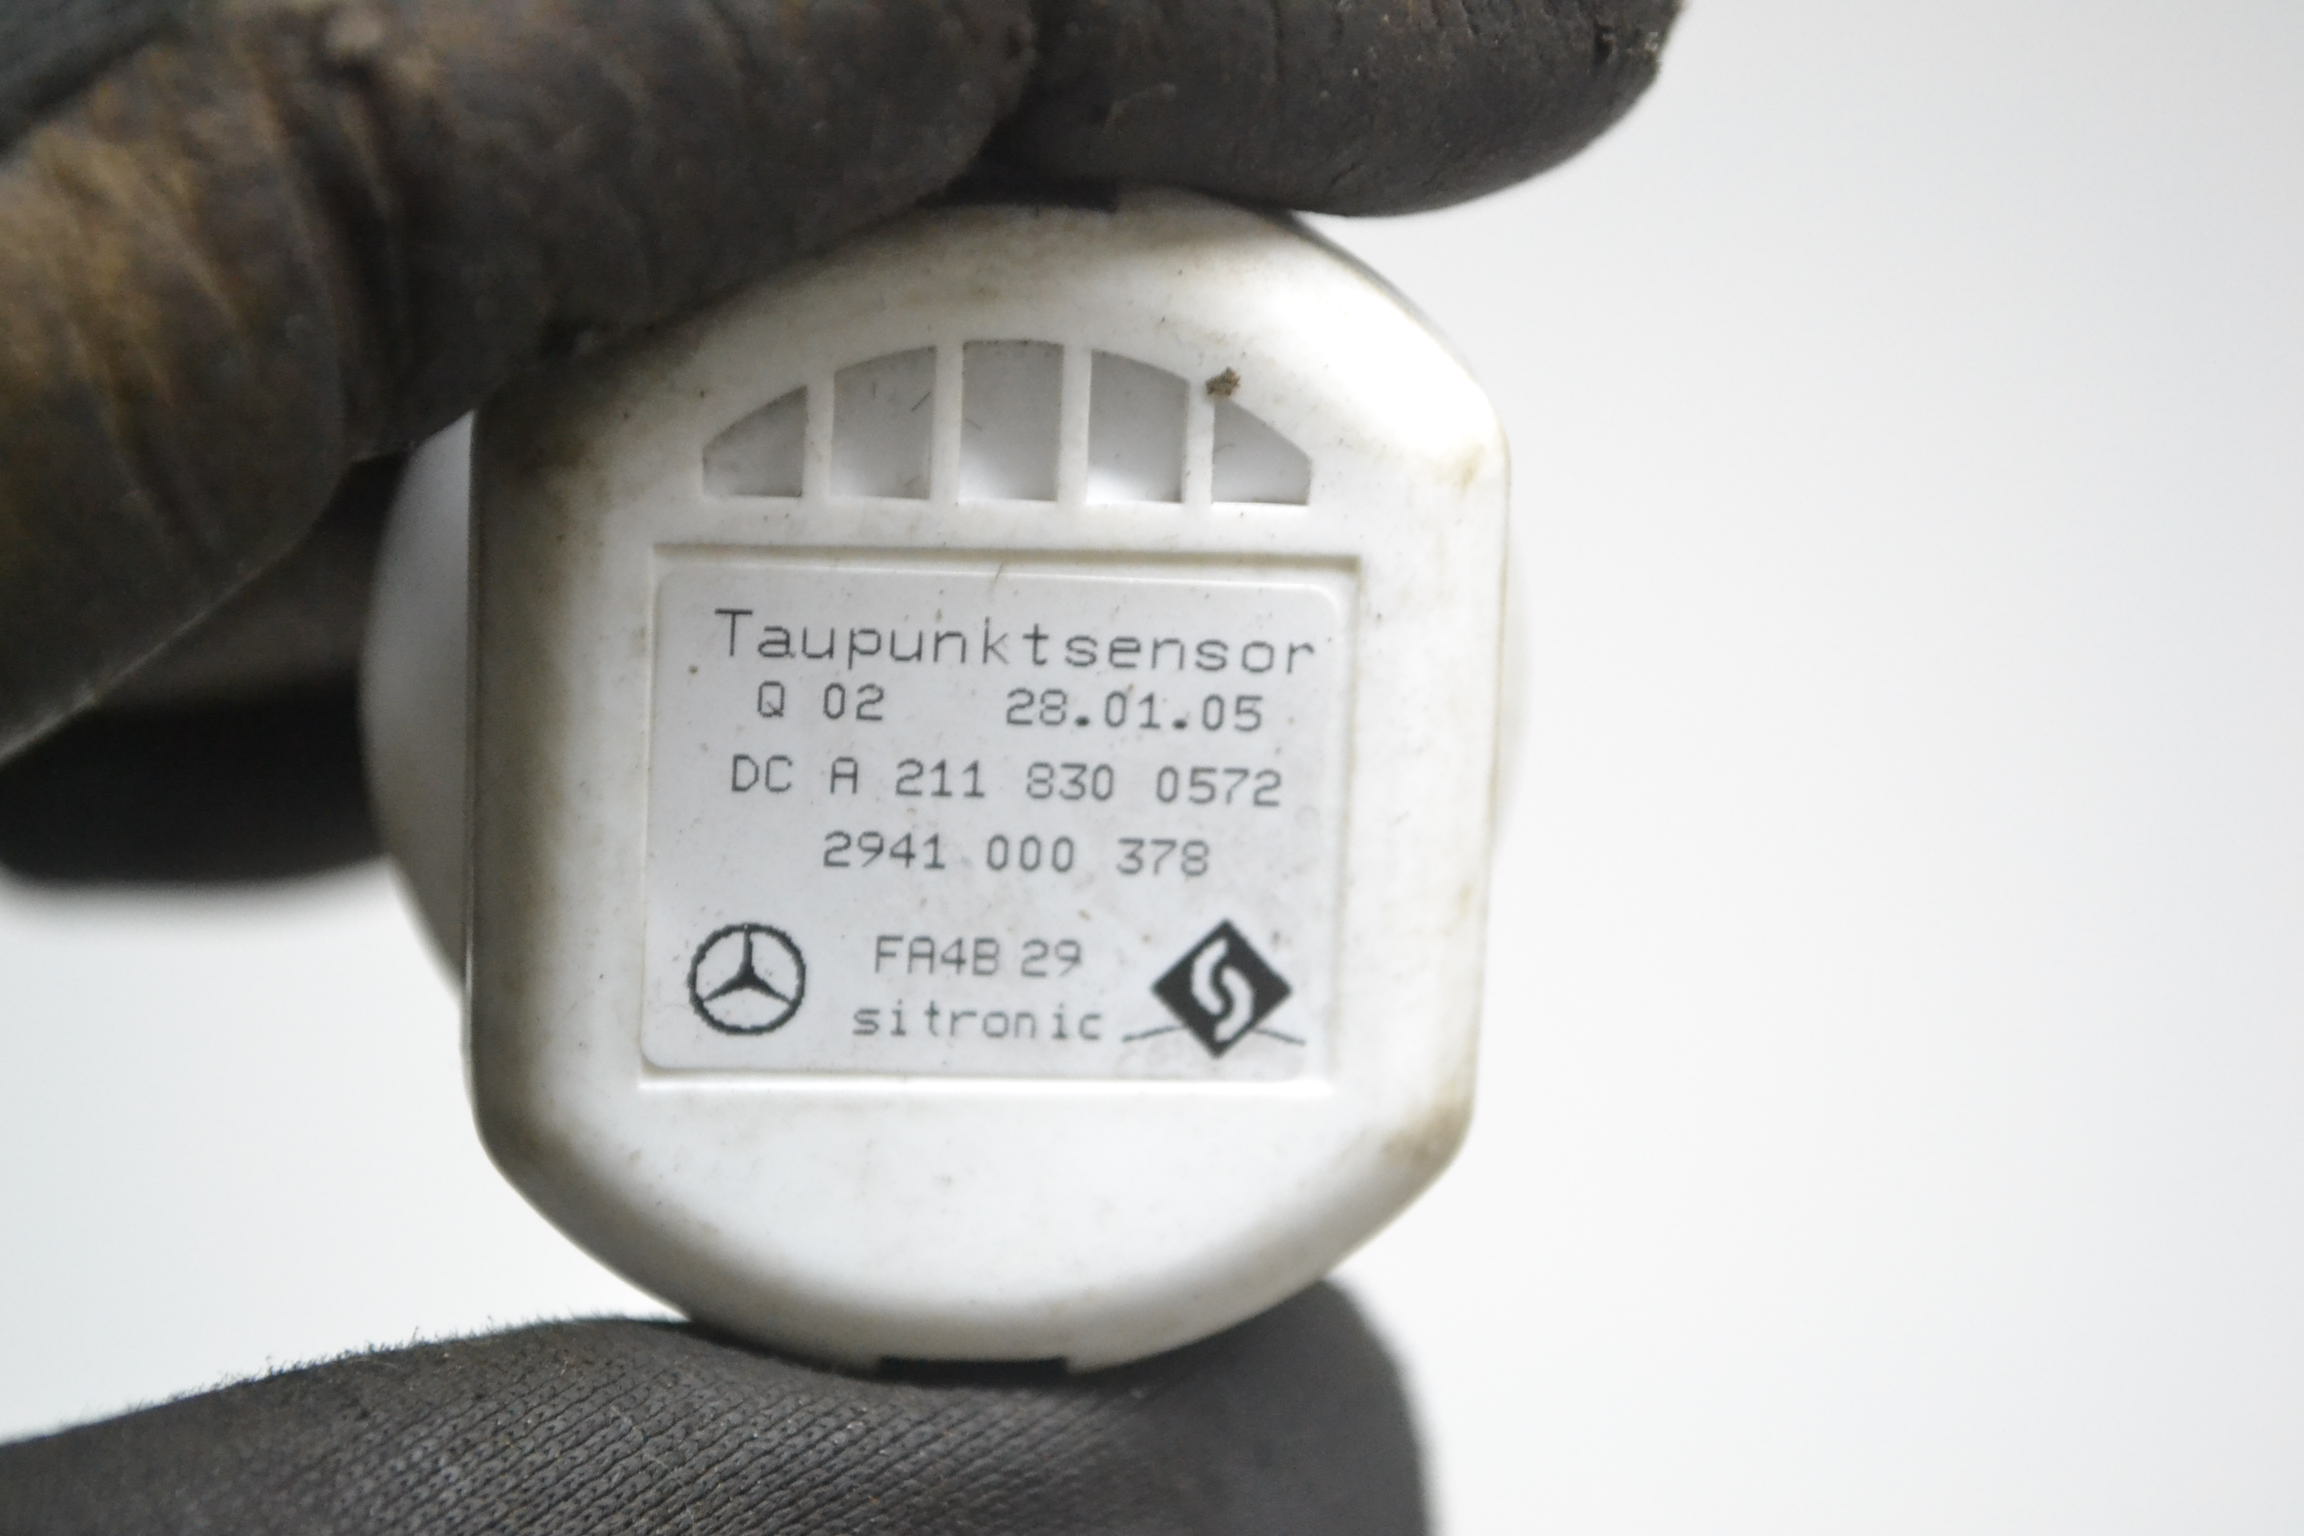 Taupunktsensor
Q 02 28.01.05
DC A 211 830 0572
2941 000 378
FA4B 29
sitronic